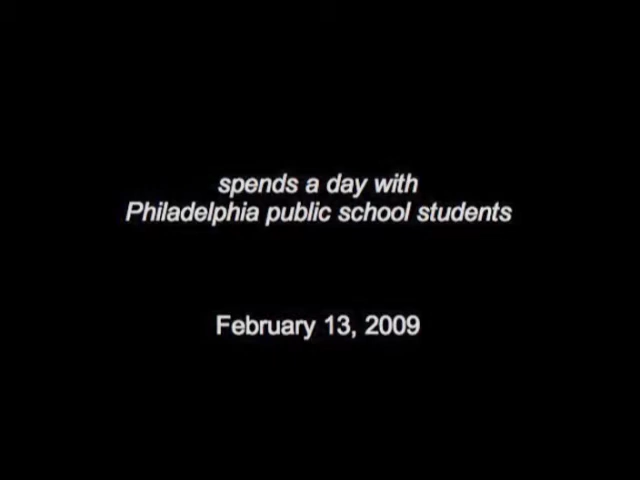 spends a day with
Philadelphia public school students
February 13, 2009